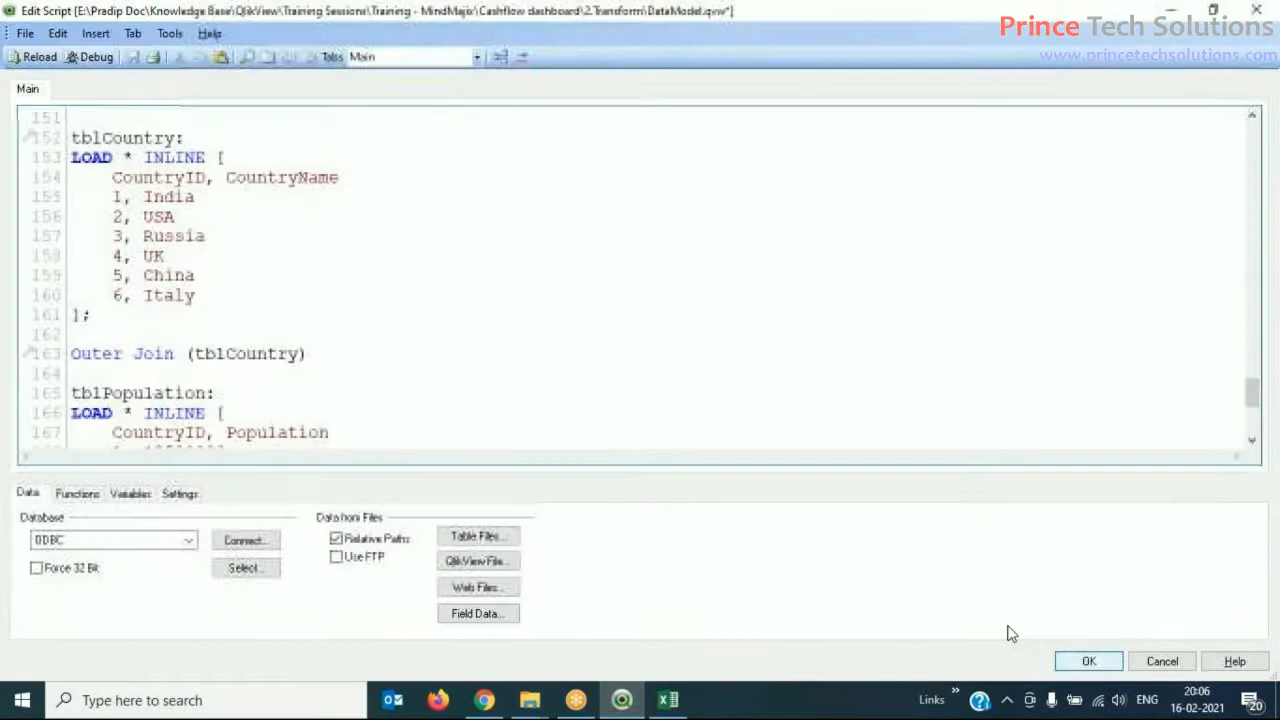 Edit Script [E:\Pradip Doc\Knowledge Base\QlikView\Training Sessions\Training - MindMajix\Cashflow dashboard\2.Transform\DataModel.qvw*]
Prince Tech Solutions
File Edit Insert Tab Tools Help
www.princetechsolutions.com
Reload Debug Tabs Main
Main
151
152 tblCountry:
153 LOAD * INLINE [
154 CountryID, CountryName
155 1, India
156 2, USA
157 3, Russia
158 4, UK
159 5, China
160 6, Italy
161 ];
162
163 Outer Join (tblCountry)
164
165 tblPopulation:
166 LOAD * INLINE [
167 CountryID, Population
Data Functions Variables Settings
Database Data from Files
ODBC Connect... Relative Paths Table Files...
Force 32 Bit Select... Use FTP QlikView File...
Web Files...
Field Data...
OK Cancel Help
Type here to search
Links ENG 20:06
16-02-2021 20